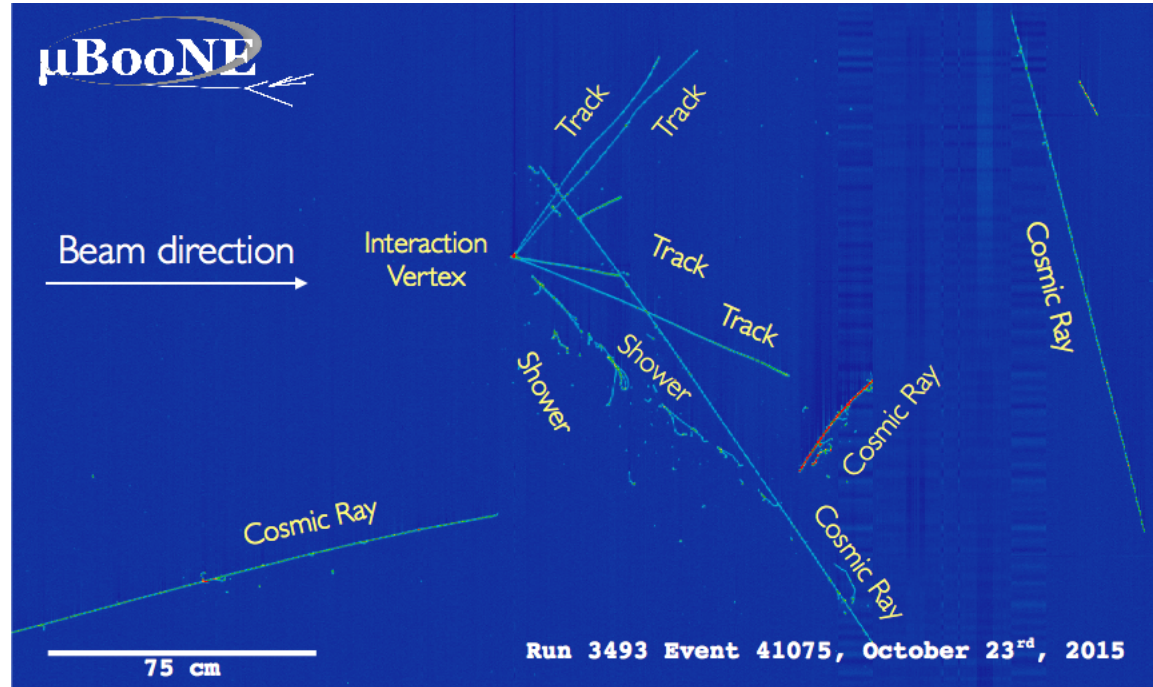 µBooNE
Track
Track
Beam direction
Interaction
Vertex
Track
Track
Shower
Shower
Cosmic Ray
Cosmic Ray
Cosmic Ray
Cosmic Ray
75 cm
Run 3493 Event 41075, October 23rd, 2015